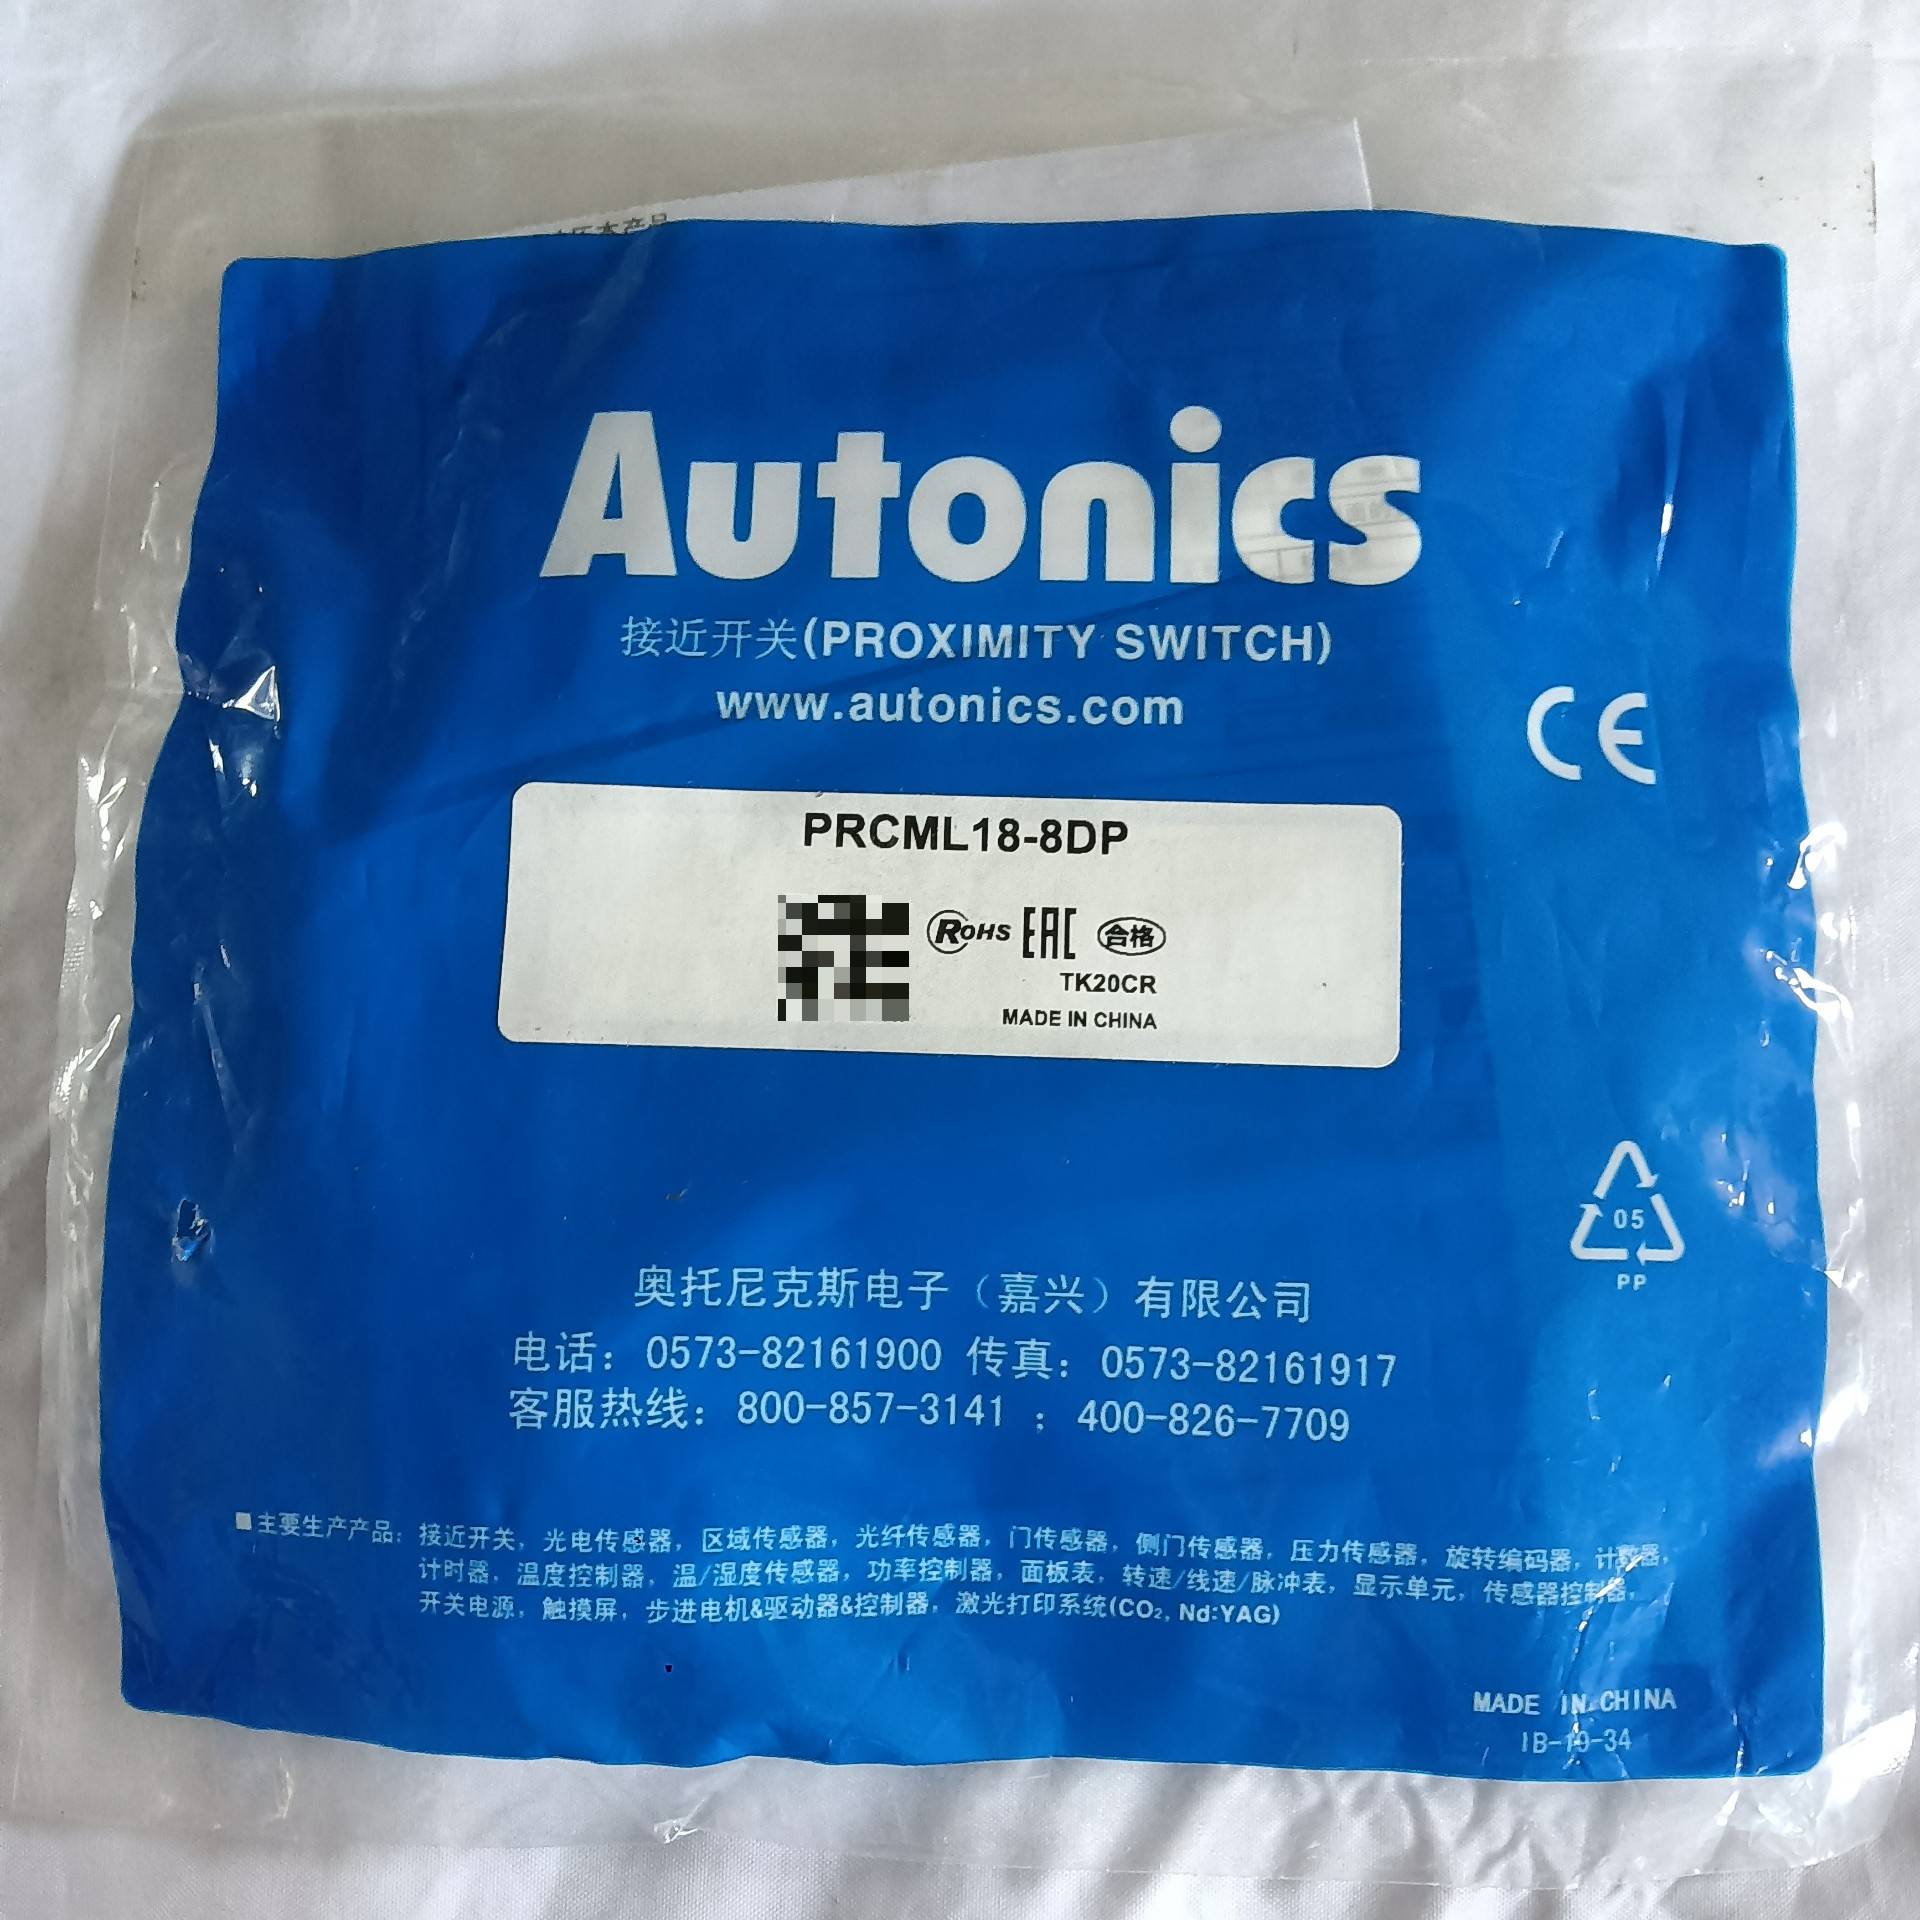 本产品
Autonics
接近开关(PROXIMITY SWITCH)
www.autonics.com
CE
PRCML18-8DP
RoHS EAC 合格
TK20CR
MADE IN CHINA
05
PP
奥托尼克斯电子（嘉兴）有限公司
电话：0573-82161900 传真：0573-82161917
客服热线：800-857-3141 ；400-826-7709
■主要生产产品：接近开关，光电传感器，区域传感器，光纤传感器，门传感器，侧门传感器，压力传感器，旋转编码器，计数器，
计时器，温度控制器，温/湿度传感器，功率控制器，面板表，转速/线速/脉冲表，显示单元，传感器控制器，
开关电源，触摸屏，步进电机&驱动器&控制器，激光打印系统(CO₂, Nd:YAG)
MADE IN CHINA
IB-19-34